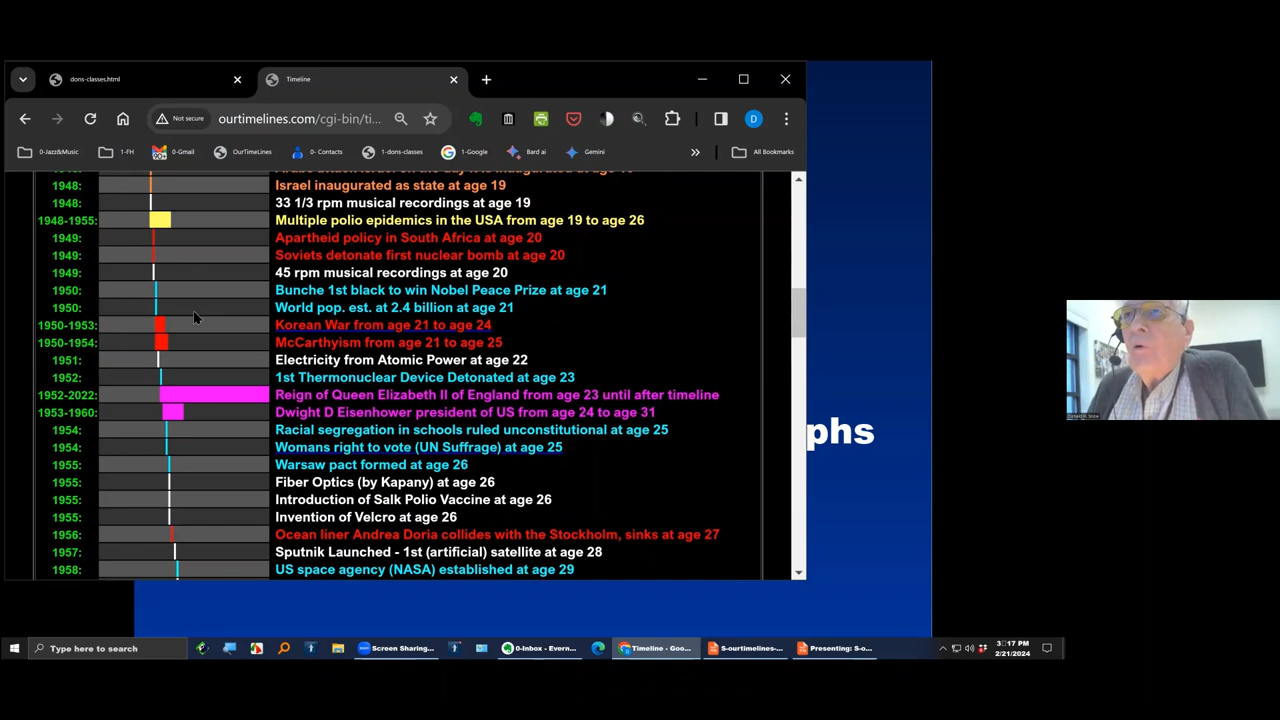 dons-classes.html
Timeline
Not secure
ourtimelines.com/cgi-bin/ti...
D
0-Jazz&Music
1-FH
90+
0-Gmail
OurTimeLines
0- Contacts
1-dons-classes
1-Google
Bard ai
Gemini
All Bookmarks
1948: Israel inaugurated as state at age 19
1948: 33 1/3 rpm musical recordings at age 19
1948-1955: Multiple polio epidemics in the USA from age 19 to age 26
1949: Apartheid policy in South Africa at age 20
1949: Soviets detonate first nuclear bomb at age 20
1949: 45 rpm musical recordings at age 20
1950: Bunche 1st black to win Nobel Peace Prize at age 21
1950: World pop. est. at 2.4 billion at age 21
1950-1953: Korean War from age 21 to age 24
1950-1954: McCarthyism from age 21 to age 25
1951: Electricity from Atomic Power at age 22
1952: 1st Thermonuclear Device Detonated at age 23
1952-2022: Reign of Queen Elizabeth II of England from age 23 until after timeline
1953-1960: Dwight D Eisenhower president of US from age 24 to age 31
1954: Racial segregation in schools ruled unconstitutional at age 25
1954: Womans right to vote (UN Suffrage) at age 25
1955: Warsaw pact formed at age 26
1955: Fiber Optics (by Kapany) at age 26
1955: Introduction of Salk Polio Vaccine at age 26
1955: Invention of Velcro at age 26
1956: Ocean liner Andrea Doria collides with the Stockholm, sinks at age 27
1957: Sputnik Launched - 1st (artificial) satellite at age 28
1958: US space agency (NASA) established at age 29
phs
Type here to search
Screen Sharing...
0-Inbox - Evern...
Timeline - Goo...
S-ourtimelines-...
Presenting: S-o...
3:17 PM
2/21/2024